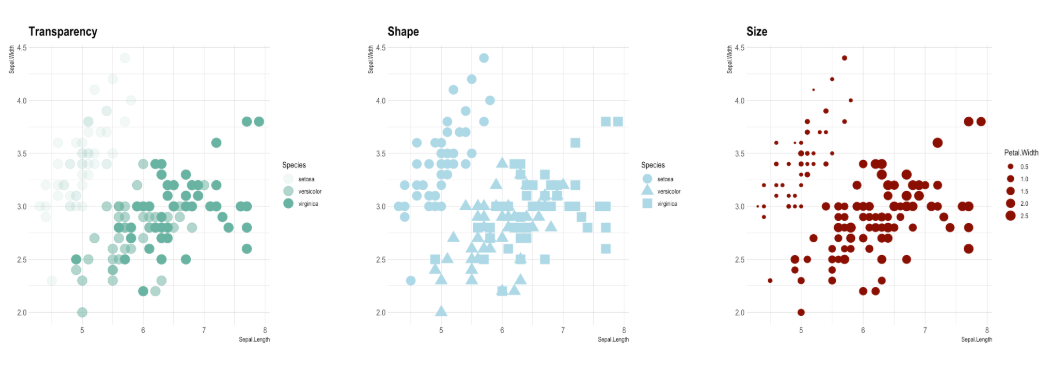 Transparency
Sepal.Width
4.5
4.0
3.5
3.0
2.5
2.0
5
6
7
8
Sepal.Length
Species
setosa
versicolor
virginica
Shape
Sepal.Width
4.5
4.0
3.5
3.0
2.5
2.0
5
6
7
8
Sepal.Length
Species
setosa
versicolor
virginica
Size
Sepal.Width
4.5
4.0
3.5
3.0
2.5
2.0
5
6
7
8
Sepal.Length
Petal.Width
0.5
1.0
1.5
2.0
2.5